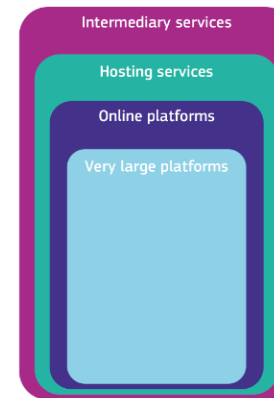 Intermediary services
Hosting services
Online platforms
Very large platforms